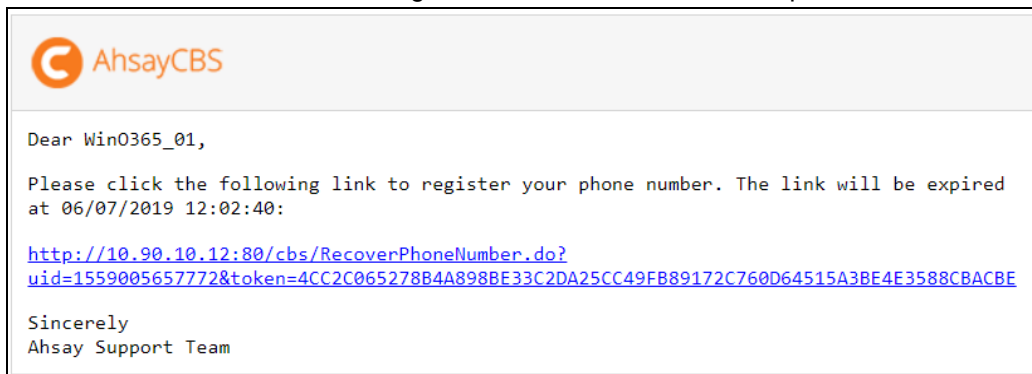 AhsayCBS
Dear WinO365_01,
Please click the following link to register your phone number. The link will be expired
at 06/07/2019 12:02:40:
http://10.90.10.12:80/cbs/RecoverPhoneNumber.do?
uid=1559005657772&token=4CC2C065278B4A898BE33C2DA25CC49FB89172C760D64515A3BE4E3588CBACBE
Sincerely
Ahsay Support Team